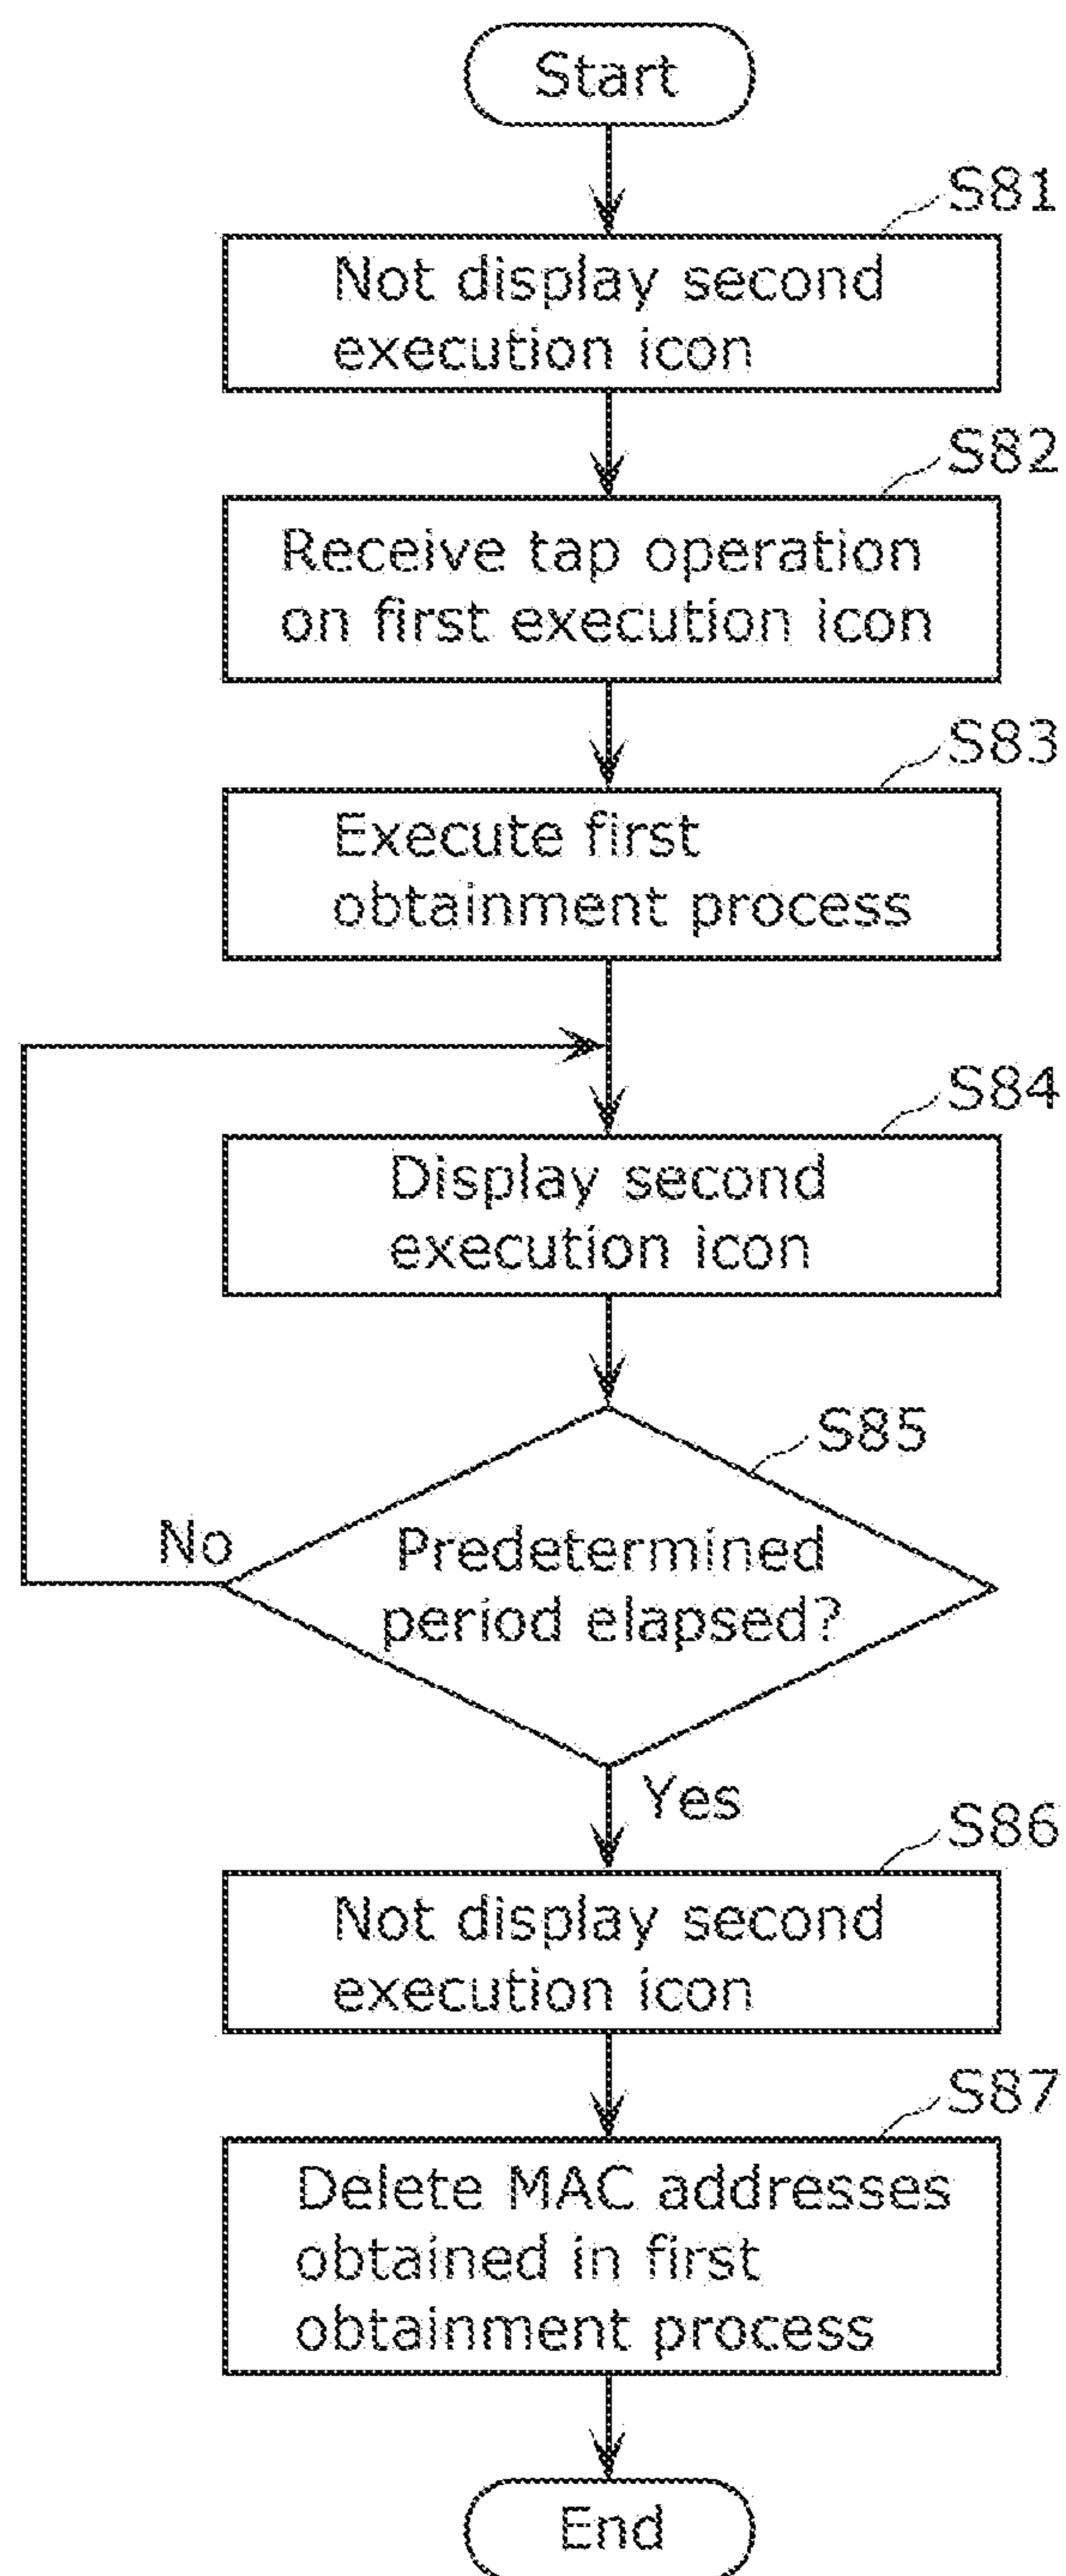 Start
S81
Not display second
execution icon
S82
Receive tap operation
on first execution icon
S83
Execute first
obtainment process
S84
Display second
execution icon
S85
Predetermined
period elapsed?
No
Yes
S86
Not display second
execution icon
S87
Delete MAC addresses
obtained in first
obtainment process
End